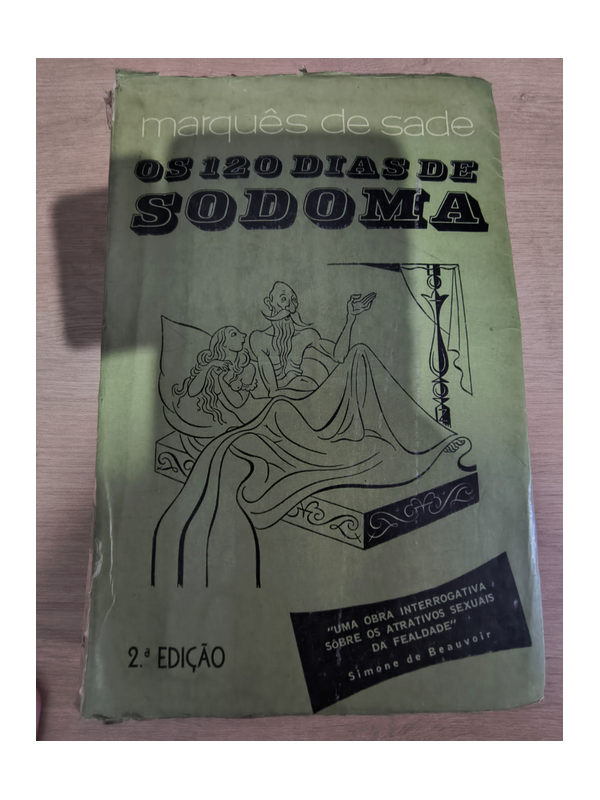 marquês de sade
OS 120 DIAS DE
SODOMA
"UMA OBRA INTERROGATIVA
SÔBRE OS ATRATIVOS SEXUAIS
DA FEALDADE"
Simone de Beauvoir
2.ª EDIÇÃO